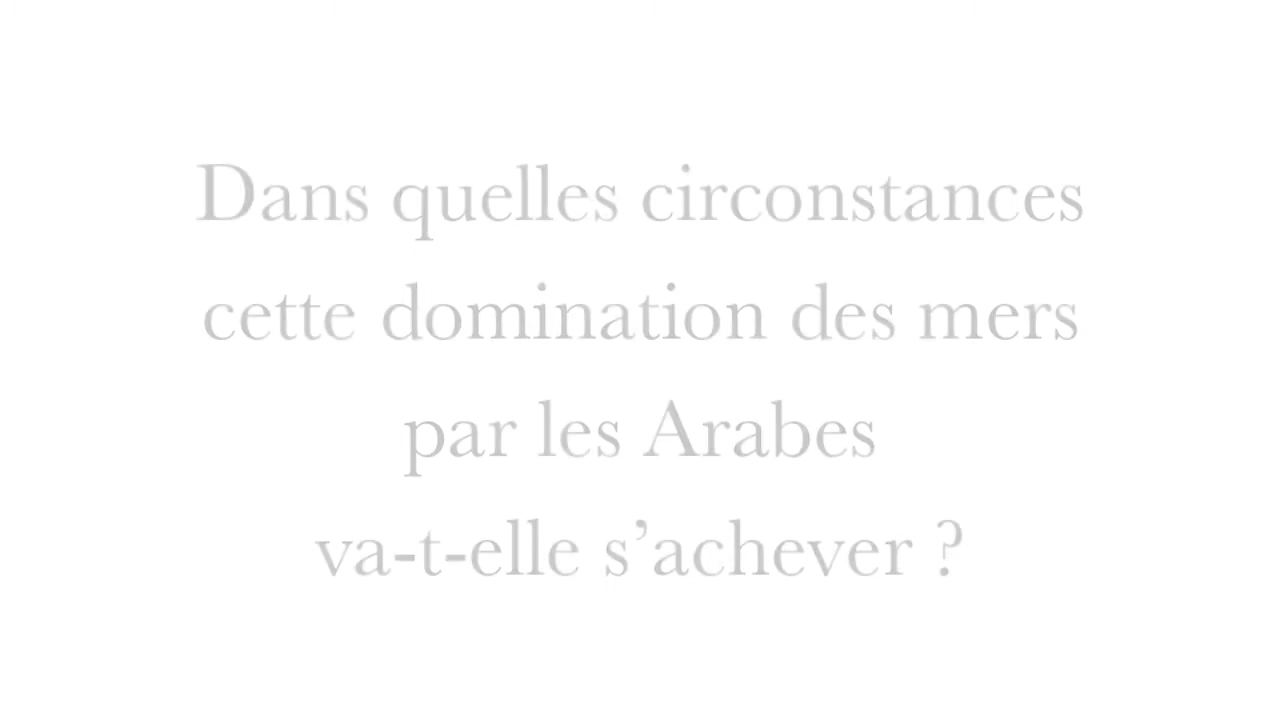 Dans quelles circonstances
cette domination des mers
par les Arabes
va-t-elle s’achever ?